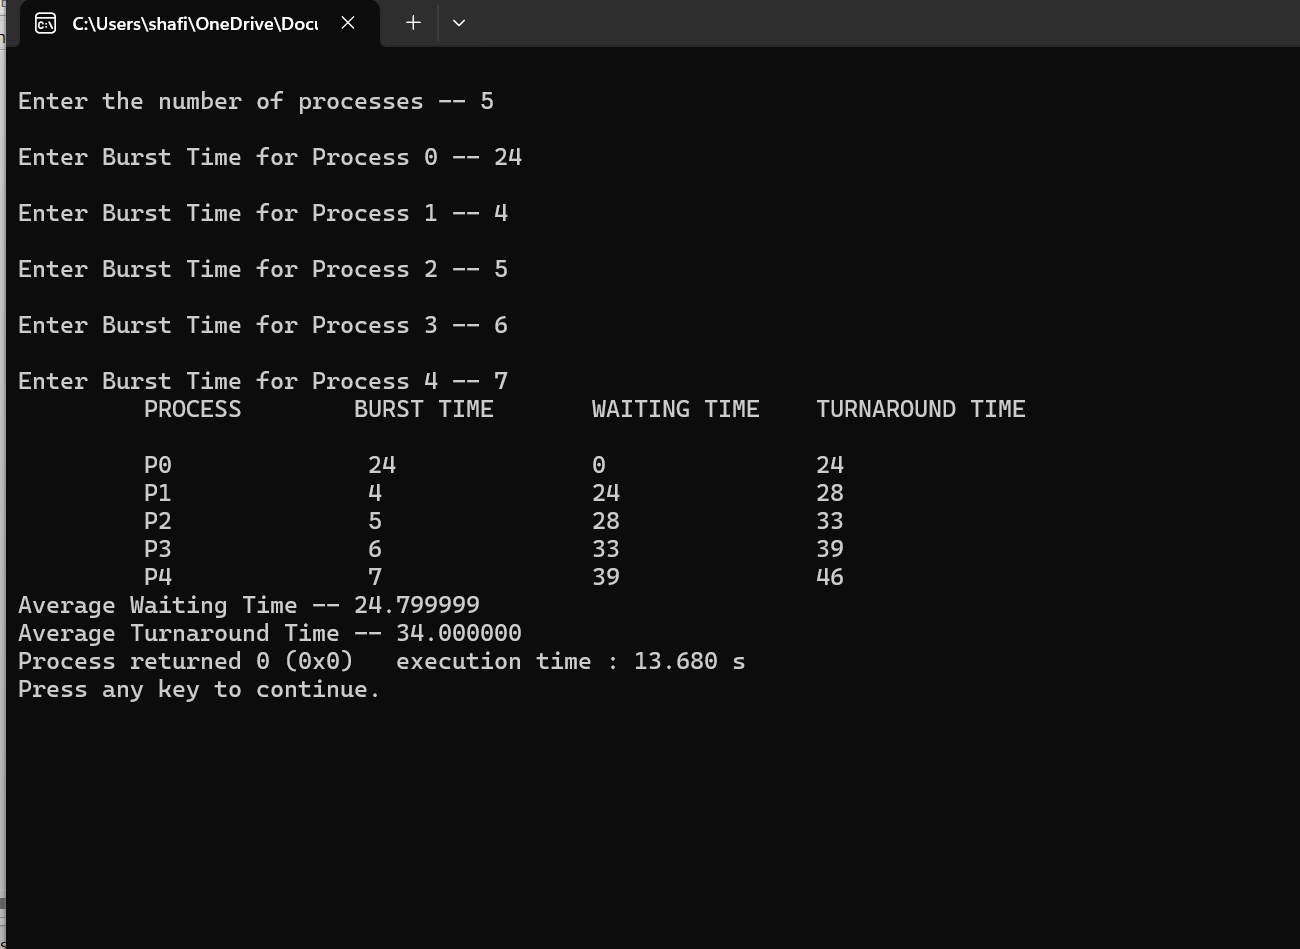 C:\Users\shafi\OneDrive\Docu
Enter the number of processes -- 5
Enter Burst Time for Process 0 -- 24
Enter Burst Time for Process 1 -- 4
Enter Burst Time for Process 2 -- 5
Enter Burst Time for Process 3 -- 6
Enter Burst Time for Process 4 -- 7
PROCESS BURST TIME WAITING TIME TURNAROUND TIME
P0 24 0 24
P1 4 24 28
P2 5 28 33
P3 6 33 39
P4 7 39 46
Average Waiting Time -- 24.799999
Average Turnaround Time -- 34.000000
Process returned 0 (0x0) execution time : 13.680 s
Press any key to continue.